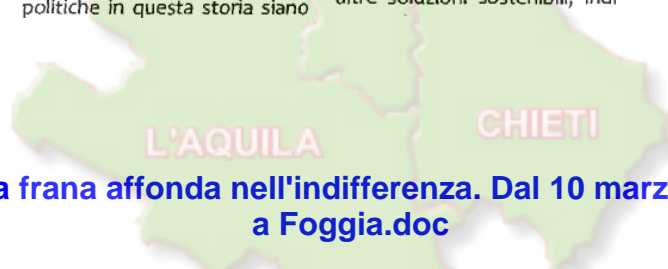 politiche in questa storia siano
altre soluzioni sostenibili,
L'AQUILA
CHIETI
a frana affonda nell'indifferenza. Dal 10 marz
a Foggia.doc